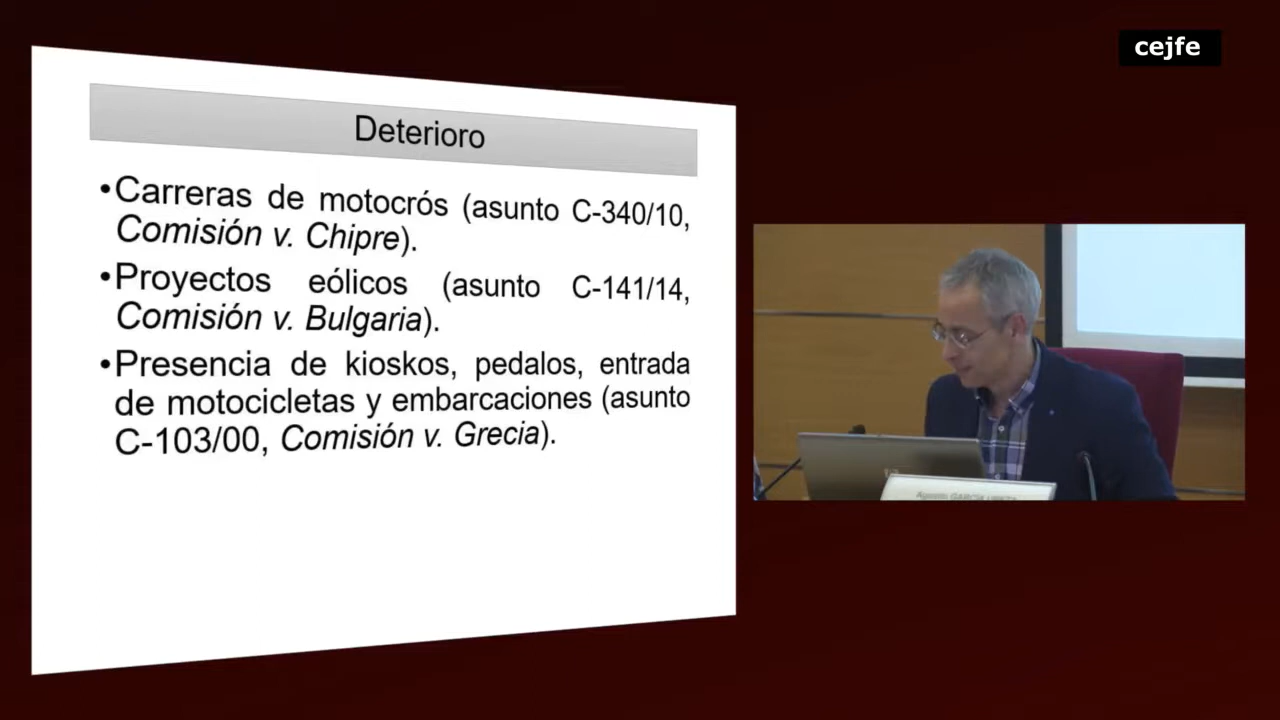 cejfe
Deterioro
•Carreras de motocrós (asunto C-340/10,
Comisión v. Chipre).
•Proyectos eólicos (asunto C-141/14,
Comisión v. Bulgaria).
•Presencia de kioskos, pedalos, entrada
de motocicletas y embarcaciones (asunto
C-103/00, Comisión v. Grecia).
GARCÍA